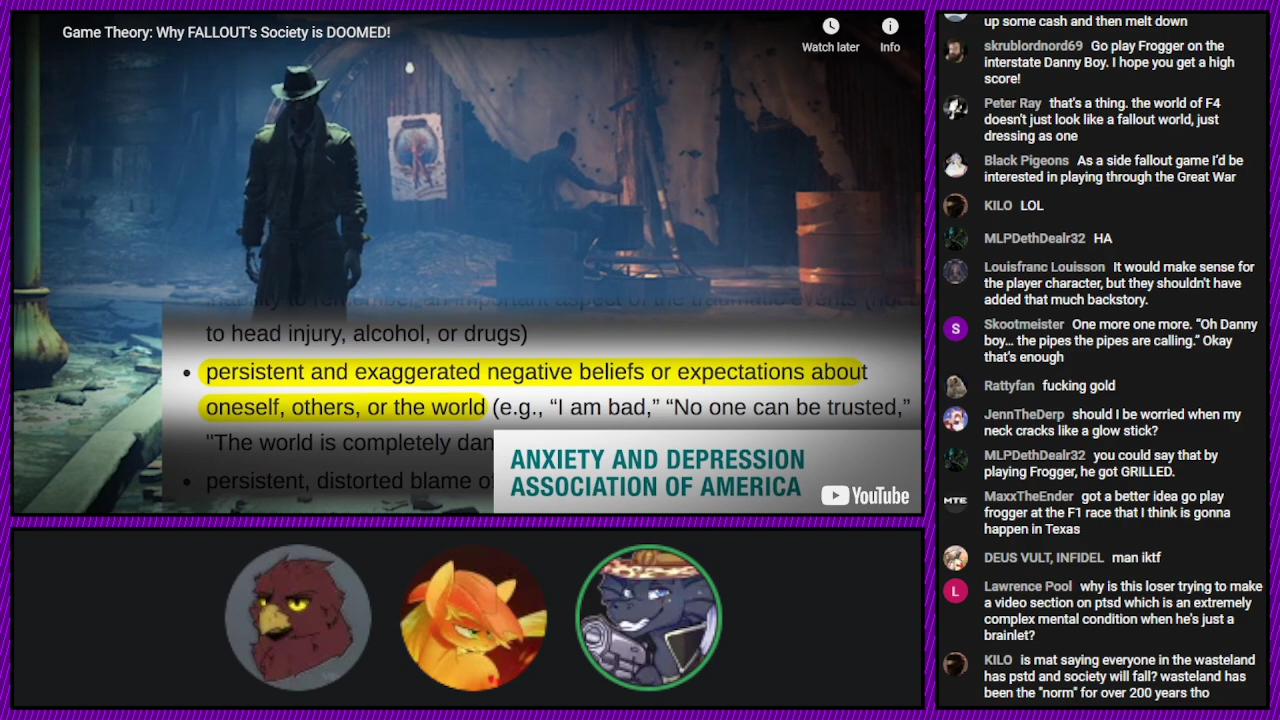 Game Theory: Why FALLOUT's Society is DOOMED!
Watch later
Info
inability to remember an important aspect of the traumatic events (not
to head injury, alcohol, or drugs)
• persistent and exaggerated negative beliefs or expectations about
oneself, others, or the world (e.g., “I am bad,” “No one can be trusted,”
"The world is completely dan
• persistent, distorted blame o
ANXIETY AND DEPRESSION
ASSOCIATION OF AMERICA
YouTube
up some cash and then melt down
skrublordnord69 Go play Frogger on the
interstate Danny Boy. I hope you get a high
score!
Peter Ray that's a thing. the world of F4
doesn't just look like a fallout world, just
dressing as one
Black Pigeons As a side fallout game I'd be
interested in playing through the Great War
KILO LOL
MLPDethDealr32 HA
Louisfranc Louisson It would make sense for
the player character, but they shouldn't have
added that much backstory.
S
Skootmeister One more one more. “Oh Danny
boy... the pipes the pipes are calling.” Okay
that's enough
Rattyfan fucking gold
JennTheDerp should I be worried when my
neck cracks like a glow stick?
MLPDethDealr32 you could say that by
playing Frogger, he got GRILLED.
MTE
MaxxTheEnder got a better idea go play
frogger at the F1 race that I think is gonna
happen in Texas
DEUS VULT, INFIDEL man iktf
L
Lawrence Pool why is this loser trying to make
a video section on ptsd which is an extremely
complex mental condition when he's just a
brainlet?
KILO is mat saying everyone in the wasteland
has pstd and society will fall? wasteland has
been the "norm" for over 200 years tho